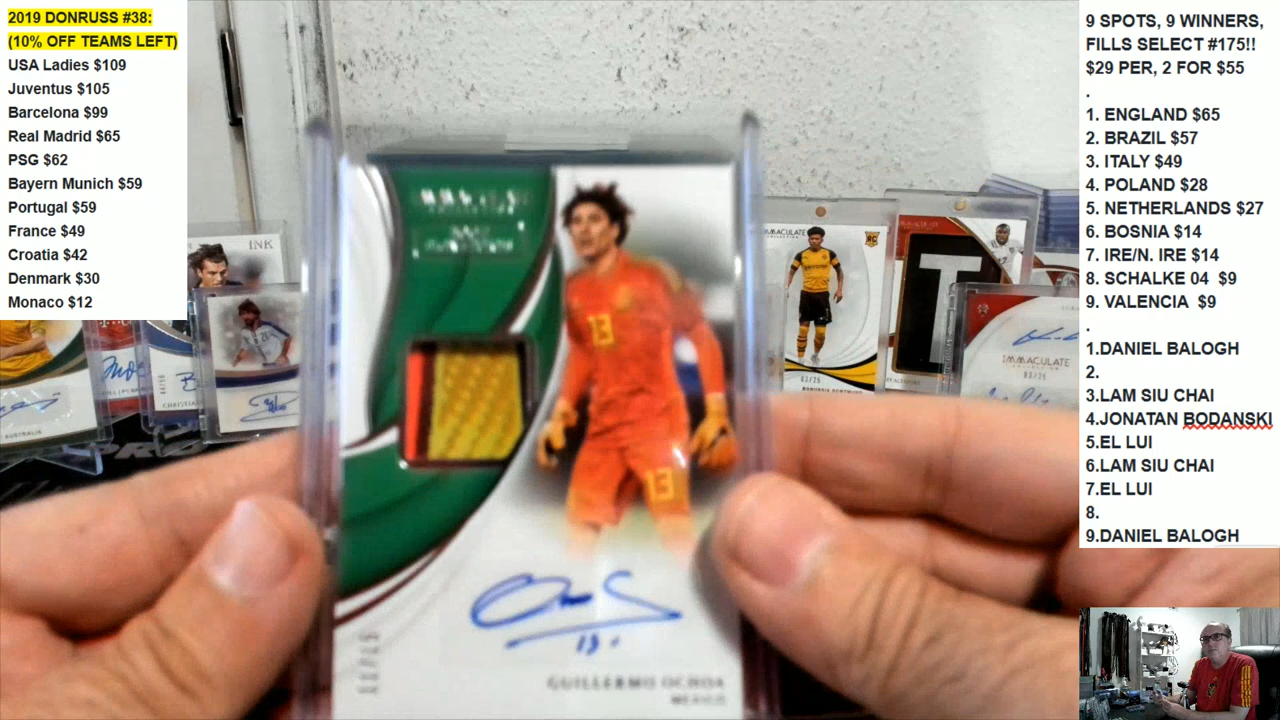 2019 DONRUSS #38:
(10% OFF TEAMS LEFT)
USA Ladies $109
Juventus $105
Barcelona $99
Real Madrid $65
PSG $62
Bayern Munich $59
Portugal $59
France $49
Croatia $42
Denmark $30
Monaco $12
9 SPOTS, 9 WINNERS,
FILLS SELECT #175!!
$29 PER, 2 FOR $55
.
1. ENGLAND $65
2. BRAZIL $57
3. ITALY $49
4. POLAND $28
5. NETHERLANDS $27
6. BOSNIA $14
7. IRE/N. IRE $14
8. SCHALKE 04 $9
9. VALENCIA $9
.
1.DANIEL BALOGH
2.
3.LAM SIU CHAI
4.JONATAN BODANSKI
5.EL LUI
6.LAM SIU CHAI
7.EL LUI
8.
9.DANIEL BALOGH
INK
RC
T
IMMACULATE
13
13
GUILLERMO OCHOA
MEXICO
AUSTRALIA